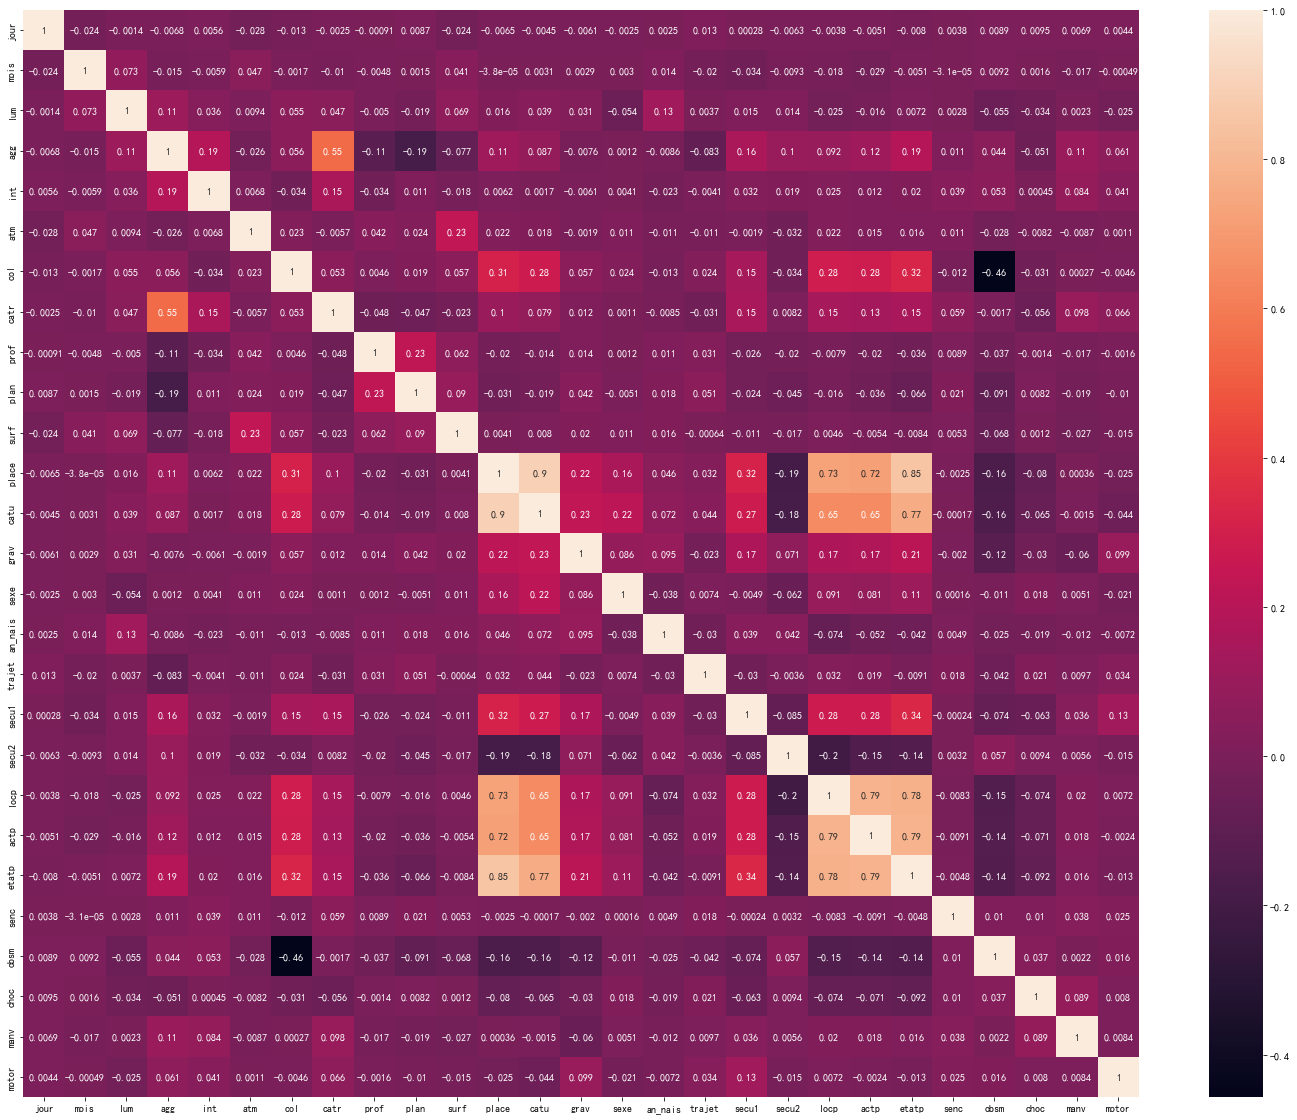 jour 1 -0.024 -0.0014 -0.0068 0.0056 -0.028 -0.013 -0.0025 -0.00091 0.0087 -0.024 -0.0065 -0.0045 -0.0061 -0.0025 0.0025 0.013 0.00028 -0.0063 -0.0038 -0.0051 -0.008 0.0038 0.0089 0.0095 0.0069 0.0044
mois -0.024 1 0.073 -0.015 -0.0059 0.047 -0.0017 -0.01 -0.0048 0.0015 0.041 -3.8e-05 0.0031 0.0029 0.003 0.014 -0.02 -0.034 -0.0093 -0.018 -0.029 -0.0051 -3.1e-05 0.0092 0.0016 -0.017 -0.00049
lum -0.0014 0.073 1 0.11 0.036 0.0094 0.055 0.047 -0.005 -0.019 0.069 0.016 0.039 0.031 -0.054 0.13 0.0037 0.015 0.014 -0.025 -0.016 0.0072 0.0028 -0.055 -0.034 0.0023 -0.025
agg -0.0068 -0.015 0.11 1 0.19 -0.026 0.056 0.55 -0.11 -0.19 -0.077 0.11 0.087 -0.0076 0.0012 -0.0086 -0.083 0.16 0.1 0.092 0.12 0.19 0.011 0.044 -0.051 0.11 0.061
int 0.0056 -0.0059 0.036 0.19 1 0.0068 -0.034 0.15 -0.034 0.011 -0.018 0.0062 0.0017 -0.0061 0.0041 -0.023 -0.0041 0.032 0.019 0.025 0.012 0.02 0.039 0.053 0.00045 0.084 0.041
atm -0.028 0.047 0.0094 -0.026 0.0068 1 0.023 -0.0057 0.042 0.024 0.23 0.022 0.018 -0.0019 0.011 -0.011 -0.011 -0.0019 -0.032 0.022 0.015 0.016 0.011 -0.028 -0.0082 -0.0087 0.0011
col -0.013 -0.0017 0.055 0.056 -0.034 0.023 1 0.053 0.0046 0.019 0.057 0.31 0.28 0.057 0.024 -0.013 0.024 0.15 -0.034 0.28 0.28 0.32 -0.012 -0.46 -0.031 0.00027 -0.0046
catr -0.0025 -0.01 0.047 0.55 0.15 -0.0057 0.053 1 -0.048 -0.047 -0.023 0.1 0.079 0.012 0.0011 -0.0085 -0.031 0.15 0.0082 0.15 0.13 0.15 0.059 -0.0017 -0.056 0.098 0.066
prof -0.00091 -0.0048 -0.005 -0.11 -0.034 0.042 0.0046 -0.048 1 0.23 0.062 -0.02 -0.014 0.014 0.0012 0.011 0.031 -0.026 -0.02 -0.0079 -0.02 -0.036 0.0089 -0.037 -0.0014 -0.017 -0.0016
plan 0.0087 0.0015 -0.019 -0.19 0.011 0.024 0.019 -0.047 0.23 1 0.09 -0.031 -0.019 0.042 -0.0051 0.018 0.051 -0.024 -0.045 -0.016 -0.036 -0.066 0.021 -0.091 0.0082 -0.019 -0.01
surf -0.024 0.041 0.069 -0.077 -0.018 0.23 0.057 -0.023 0.062 0.09 1 0.0041 0.008 0.02 0.011 0.016 -0.00064 -0.011 -0.017 0.0046 -0.0054 -0.0084 0.0053 -0.068 0.0012 -0.027 -0.015
place -0.0065 -3.8e-05 0.016 0.11 0.0062 0.022 0.31 0.1 -0.02 -0.031 0.0041 1 0.9 0.22 0.16 0.046 0.032 0.32 -0.19 0.73 0.72 0.85 -0.0025 -0.16 -0.08 0.00036 -0.025
catu -0.0045 0.0031 0.039 0.087 0.0017 0.018 0.28 0.079 -0.014 -0.019 0.008 0.9 1 0.23 0.22 0.072 0.044 0.27 -0.18 0.65 0.65 0.77 -0.00017 -0.16 -0.065 -0.0015 -0.044
grav -0.0061 0.0029 0.031 -0.0076 -0.0061 -0.0019 0.057 0.012 0.014 0.042 0.02 0.22 0.23 1 0.086 0.095 -0.023 0.17 0.071 0.17 0.17 0.21 -0.002 -0.12 -0.03 -0.06 0.099
sexe -0.0025 0.003 -0.054 0.0012 0.0041 0.011 0.024 0.0011 0.0012 -0.0051 0.011 0.16 0.22 0.086 1 -0.038 0.0074 -0.0049 -0.062 0.091 0.081 0.11 0.00016 -0.011 0.018 0.0051 -0.021
an_nais 0.0025 0.014 0.13 -0.0086 -0.023 -0.011 -0.013 -0.0085 0.011 0.018 0.016 0.046 0.072 0.095 -0.038 1 -0.03 0.039 0.042 -0.074 -0.052 -0.042 0.0049 -0.025 -0.019 -0.012 -0.0072
trajet 0.013 -0.02 0.0037 -0.083 -0.0041 -0.011 0.024 -0.031 0.031 0.051 -0.00064 0.032 0.044 -0.023 0.0074 -0.03 1 -0.03 -0.0036 0.032 0.019 -0.0091 0.018 -0.042 0.021 0.0097 0.034
secu1 0.00028 -0.034 0.015 0.16 0.032 -0.0019 0.15 0.15 -0.026 -0.024 -0.011 0.32 0.27 0.17 -0.0049 0.039 -0.03 1 -0.085 0.28 0.28 0.34 -0.00024 -0.074 -0.063 0.036 0.13
secu2 -0.0063 -0.0093 0.014 0.1 0.019 -0.032 -0.034 0.0082 -0.02 -0.045 -0.017 -0.19 -0.18 0.071 -0.062 0.042 -0.0036 -0.085 1 -0.2 -0.15 -0.14 0.0032 0.057 0.0094 0.0056 -0.015
locp -0.0038 -0.018 -0.025 0.092 0.025 0.022 0.28 0.15 -0.0079 -0.016 0.0046 0.73 0.65 0.17 0.091 -0.074 0.032 0.28 -0.2 1 0.79 0.78 -0.0083 -0.15 -0.074 0.02 0.0072
actp -0.0051 -0.029 -0.016 0.12 0.012 0.015 0.28 0.13 -0.02 -0.036 -0.0054 0.72 0.65 0.17 0.081 -0.052 0.019 0.28 -0.15 0.79 1 0.79 -0.0091 -0.14 -0.071 0.018 -0.0024
etatp -0.008 -0.0051 0.0072 0.19 0.02 0.016 0.32 0.15 -0.036 -0.066 -0.0084 0.85 0.77 0.21 0.11 -0.042 -0.0091 0.34 -0.14 0.78 0.79 1 -0.0048 -0.14 -0.092 0.016 -0.013
senc 0.0038 -3.1e-05 0.0028 0.011 0.039 0.011 -0.012 0.059 0.0089 0.021 0.0053 -0.0025 -0.00017 -0.002 0.00016 0.0049 0.018 -0.00024 0.0032 -0.0083 -0.0091 -0.0048 1 0.01 0.01 0.038 0.025
obsm 0.0089 0.0092 -0.055 0.044 0.053 -0.028 -0.46 -0.0017 -0.037 -0.091 -0.068 -0.16 -0.16 -0.12 -0.011 -0.025 -0.042 -0.074 0.057 -0.15 -0.14 -0.14 0.01 1 0.037 0.0022 0.016
choc 0.0095 0.0016 -0.034 -0.051 0.00045 -0.0082 -0.031 -0.056 -0.0014 0.0082 0.0012 -0.08 -0.065 -0.03 0.018 -0.019 0.021 -0.063 0.0094 -0.074 -0.071 -0.092 0.01 0.037 1 0.089 0.008
manv 0.0069 -0.017 0.0023 0.11 0.084 -0.0087 0.00027 0.098 -0.017 -0.019 -0.027 0.00036 -0.0015 -0.06 0.0051 -0.012 0.0097 0.036 0.0056 0.02 0.018 0.016 0.038 0.0022 0.089 1 0.0084
motor 0.0044 -0.00049 -0.025 0.061 0.041 0.0011 -0.0046 0.066 -0.0016 -0.01 -0.015 -0.025 -0.044 0.099 -0.021 -0.0072 0.034 0.13 -0.015 0.0072 -0.0024 -0.013 0.025 0.016 0.008 0.0084 1
jour mois lum agg int atm col catr prof plan surf place catu grav sexe an_nais trajet secu1 secu2 locp actp etatp senc obsm choc manv motor
1.0
0.8
0.6
0.4
0.2
0.0
-0.2
-0.4